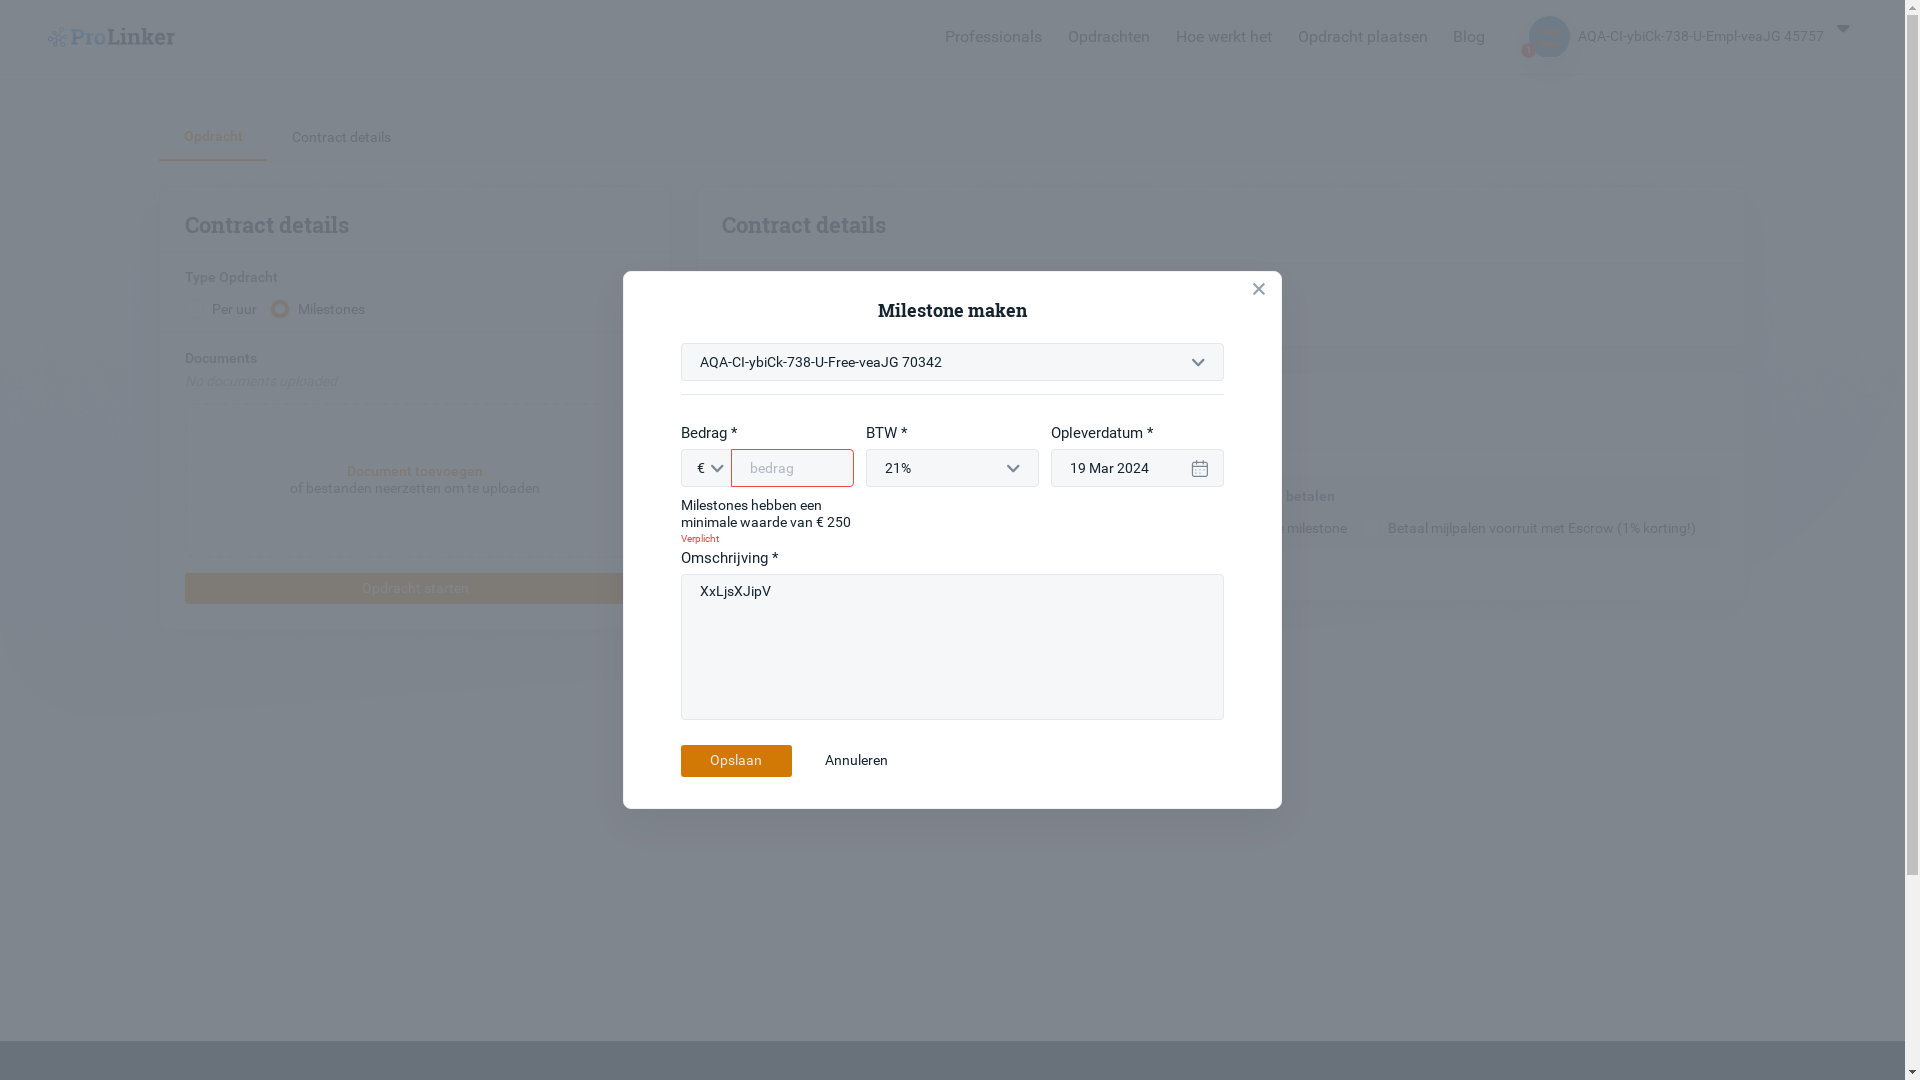 ProLinker
Professionals Opdrachten Hoe werkt het Opdracht plaatsen Blog
1
AQA-CI-ybiCk-738-U-Empl-veaJG 45757
Opdracht Contract details
Contract details
Type Opdracht
Per uur Milestones
Documents
No documents uploaded
Document toevoegen
of bestanden neerzetten om te uploaden
Opdracht starten
Contract details
betalen
milestone Betaal mijlpalen voorruit met Escrow (1% korting!)
Milestone maken
AQA-CI-ybiCk-738-U-Free-veaJG 70342
Bedrag * BTW * Opleverdatum *
€ bedrag 21% 19 Mar 2024
Milestones hebben een
minimale waarde van € 250
Verplicht
Omschrijving *
XxLjsXJipV
Opslaan Annuleren